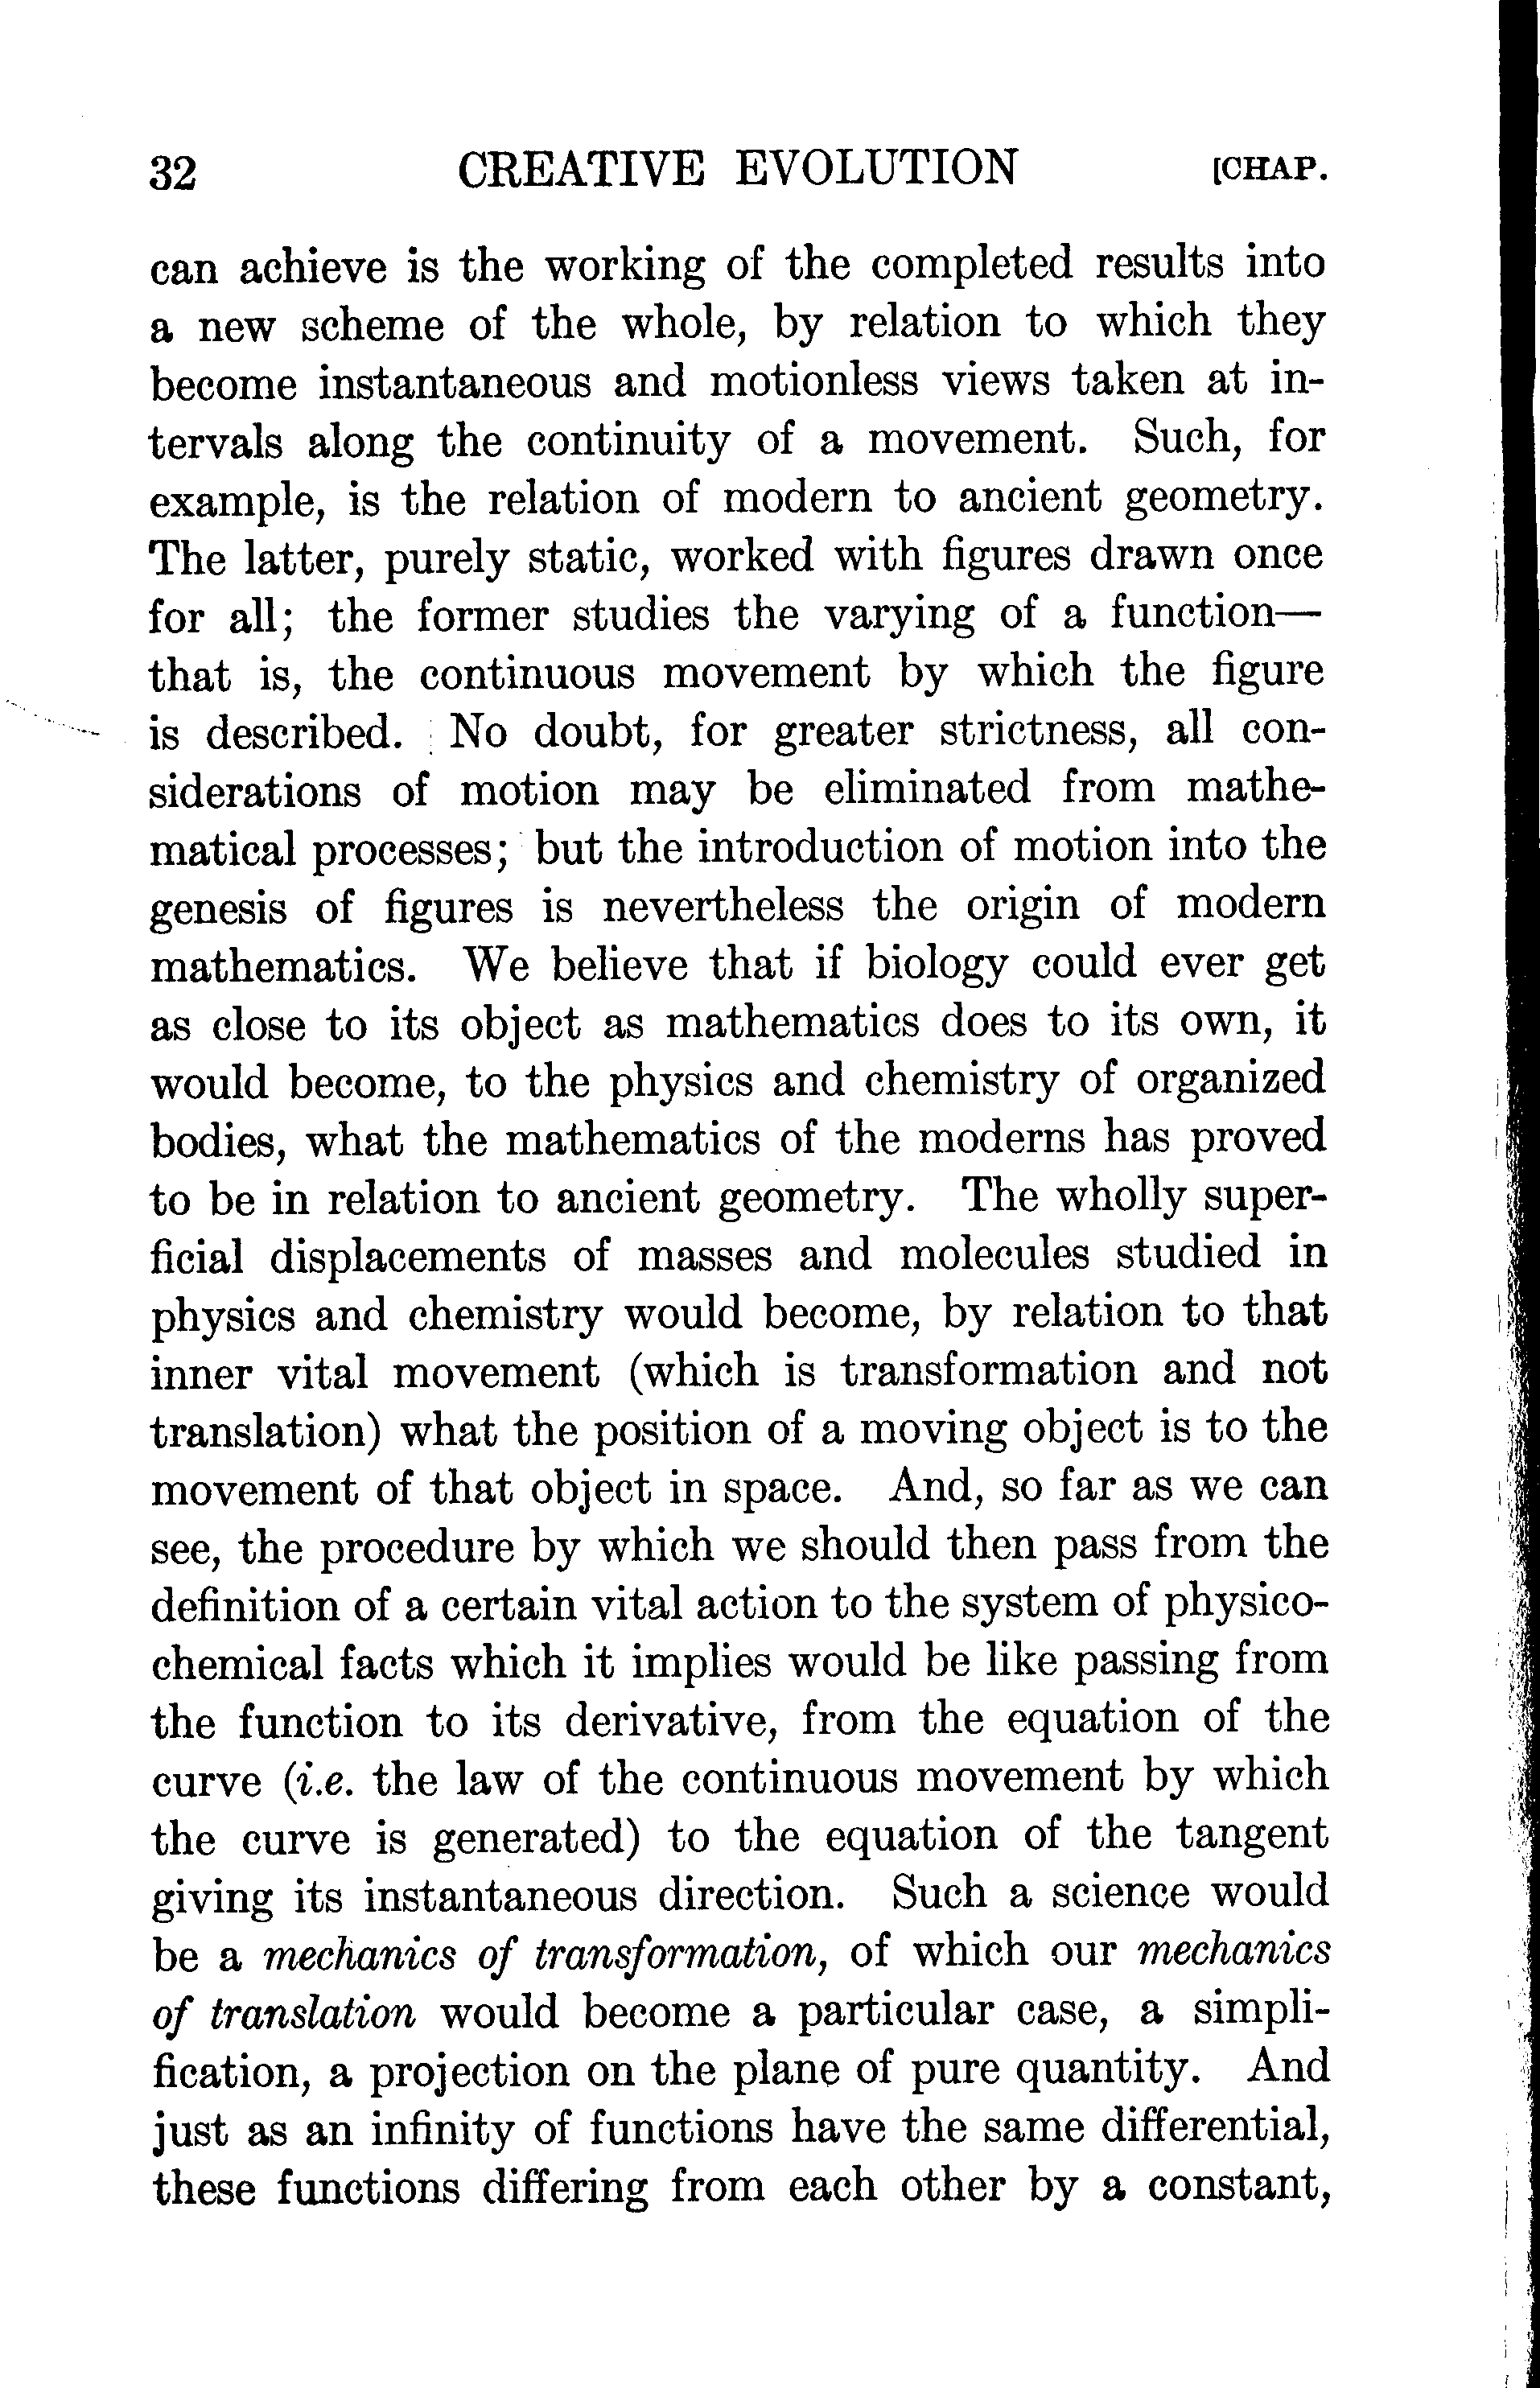 32 CREATIVE EVOLUTION [CHAP.
can achieve is the working of the completed results into
a new scheme of the whole, by relation to which they
become instantaneous and motionless views taken at in-
tervals along the continuity of a movement. Such, for
example, is the relation of modern to ancient geometry.
The latter, purely static, worked with figures drawn once
for all; the former studies the varying of a function—
that is, the continuous movement by which the figure
is described. No doubt, for greater strictness, all con-
siderations of motion may be eliminated from mathe-
matical processes; but the introduction of motion into the
genesis of figures is nevertheless the origin of modern
mathematics. We believe that if biology could ever get
as close to its object as mathematics does to its own, it
would become, to the physics and chemistry of organized
bodies, what the mathematics of the moderns has proved
to be in relation to ancient geometry. The wholly super-
ficial displacements of masses and molecules studied in
physics and chemistry would become, by relation to that
inner vital movement (which is transformation and not
translation) what the position of a moving object is to the
movement of that object in space. And, so far as we can
see, the procedure by which we should then pass from the
definition of a certain vital action to the system of physico-
chemical facts which it implies would be like passing from
the function to its derivative, from the equation of the
curve (i.e. the law of the continuous movement by which
the curve is generated) to the equation of the tangent
giving its instantaneous direction. Such a science would
be a mechanics of transformation, of which our mechanics
of translation would become a particular case, a simpli-
fication, a projection on the plane of pure quantity. And
just as an infinity of functions have the same differential,
these functions differing from each other by a constant,